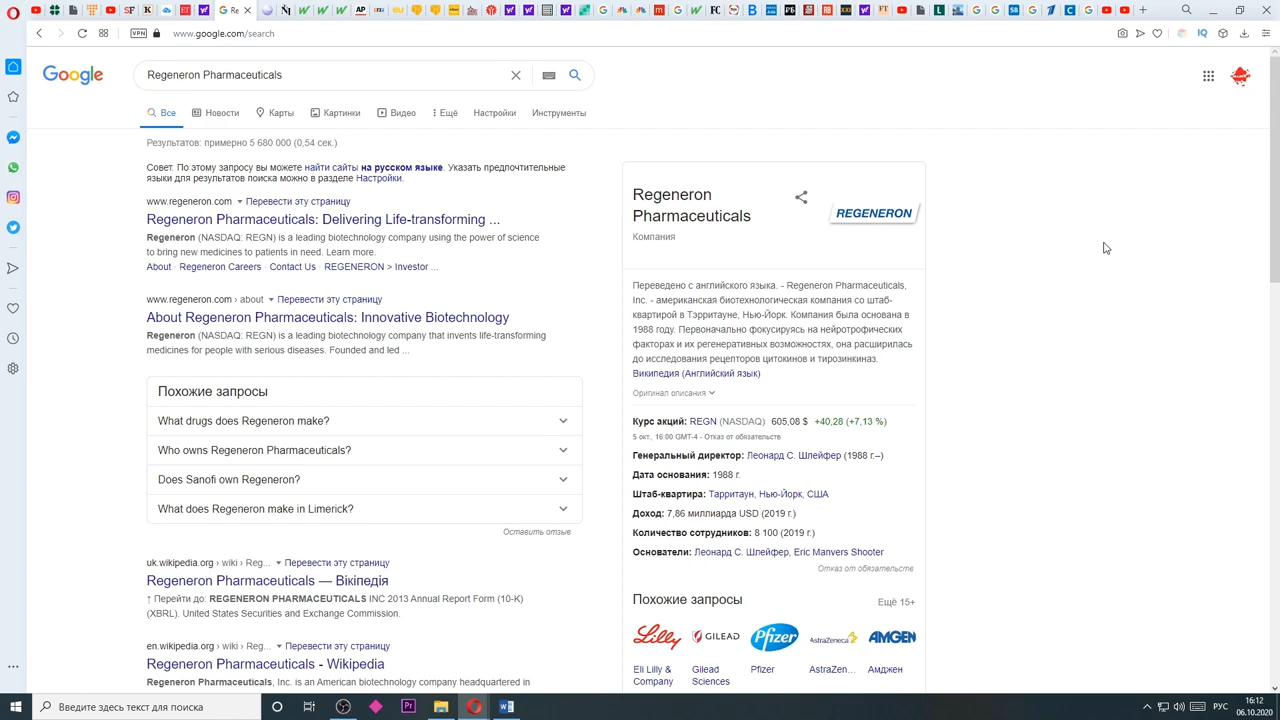 Re
AP
www.google.com/search
VPN
IQ
Google
Regeneron Pharmaceuticals
Все
Новости
Карты
Картинки
Видео
Ещё
Настройки
Инструменты
Результатов: примерно 5 680 000 (0,54 сек.)
Совет. По этому запросу вы можете найти сайты на русском языке. Указать предпочтительные
языки для результатов поиска можно в разделе Настройки.
www.regeneron.com Перевести эту страницу
Regeneron Pharmaceuticals: Delivering Life-transforming ...
Regeneron (NASDAQ: REGN) is a leading biotechnology company using the power of science
to bring new medicines to patients in need. Learn more.
About · Regeneron Careers · Contact Us · REGENERON > Investor ...
www.regeneron.com › about Перевести эту страницу
About Regeneron Pharmaceuticals: Innovative Biotechnology
Regeneron (NASDAQ: REGN) is a leading biotechnology company that invents life-transforming
medicines for people with serious diseases. Founded and led ...
Похожие запросы
What drugs does Regeneron make?
Who owns Regeneron Pharmaceuticals?
Does Sanofi own Regeneron?
What does Regeneron make in Limerick?
Оставить отзыв
uk.wikipedia.org › wiki › Reg... Перевести эту страницу
Regeneron Pharmaceuticals — Вікіпедія
↑ Перейти до: REGENERON PHARMACEUTICALS INC 2013 Annual Report Form (10-K)
(XBRL). United States Securities and Exchange Commission.
en.wikipedia.org › wiki › Reg... Перевести эту страницу
Regeneron Pharmaceuticals - Wikipedia
Regeneron Pharmaceuticals, Inc. is an American biotechnology company headquartered in
Regeneron
Pharmaceuticals
Компания
REGENERON
Переведено с английского языка. - Regeneron Pharmaceuticals,
Inc. - американская биотехнологическая компания со штаб-
квартирой в Тэрритауне, Нью-Йорк. Компания была основана в
1988 году. Первоначально фокусируясь на нейротрофических
факторах и их регенеративных возможностях, она расширилась
до исследования рецепторов цитокинов и тирозинкиназ.
Википедия (Английский язык)
Оригинал описания
Курс акций: REGN (NASDAQ) 605,08 $ +40,28 (+7,13 %)
5 окт., 16:00 GMT-4 - Отказ от обязательств
Генеральный директор: Леонард С. Шлейфер (1988 г.–)
Дата основания: 1988 г.
Штаб-квартира: Тарритаун, Нью-Йорк, США
Доход: 7,86 миллиарда USD (2019 г.)
Количество сотрудников: 8 100 (2019 г.)
Основатели: Леонард С. Шлейфер, Eric Manvers Shooter
Отказ от обязательств
Похожие запросы
Ещё 15+
Lilly
GILEAD
Pfizer
AstraZeneca
AMGEN
Eli Lilly &
Company
Gilead
Sciences
Pfizer
AstraZen...
Амджен
Введите здесь текст для поиска
Pr
РУС
16:12
06.10.2020